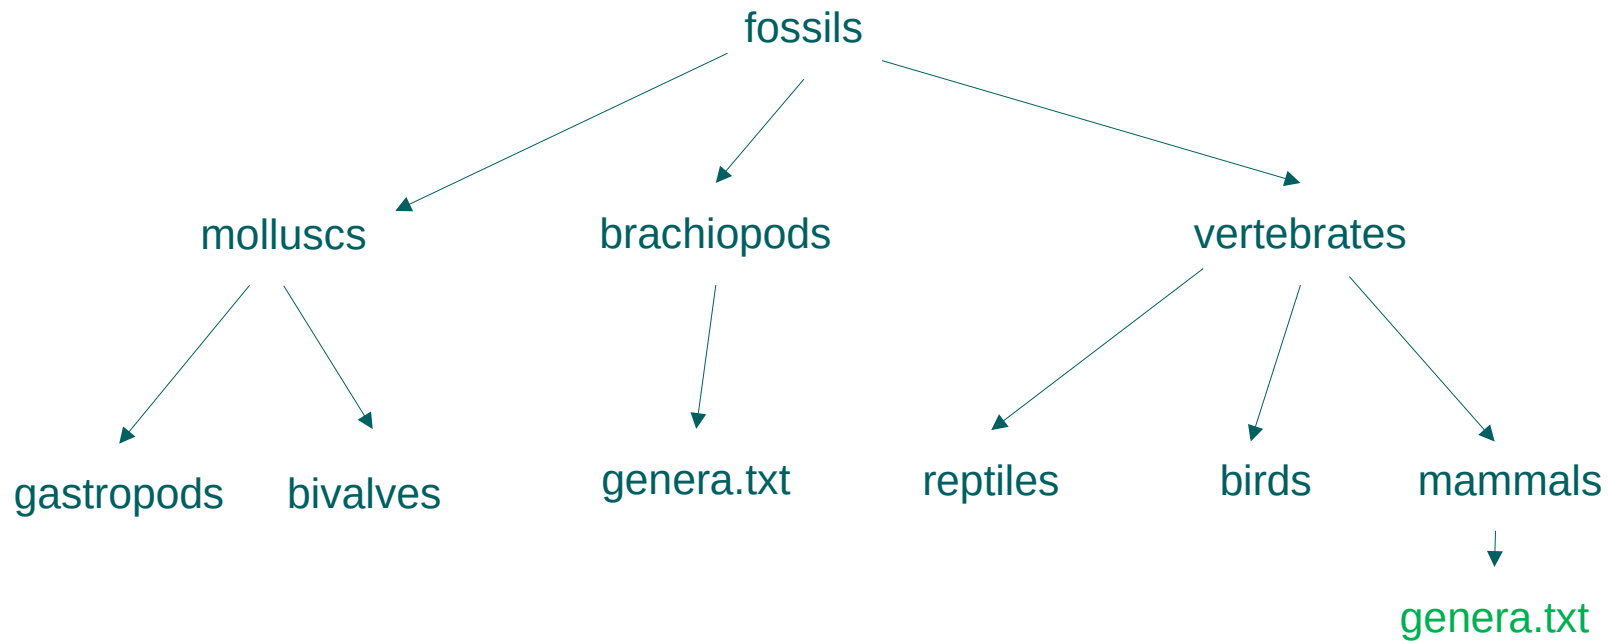 fossils
molluscs
brachiopods
vertebrates
gastropods
bivalves
genera.txt
reptiles
birds
mammals
genera.txt